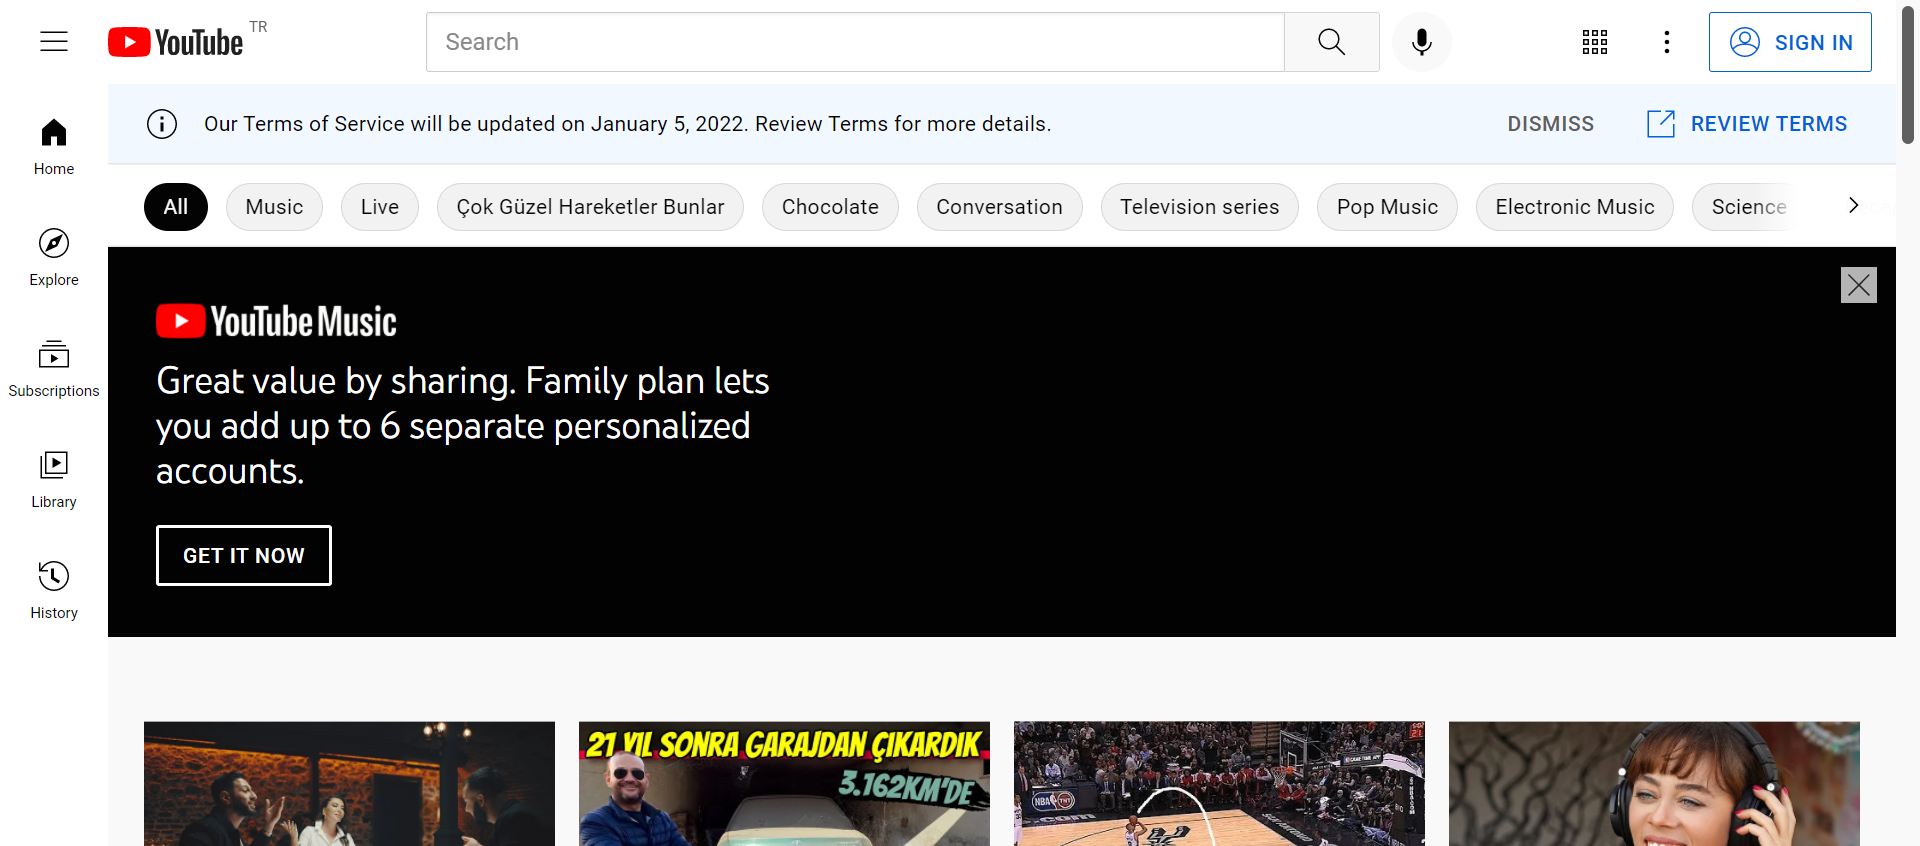 YouTube TR
Search
SIGN IN
Home
Explore
Subscriptions
Library
History
Our Terms of Service will be updated on January 5, 2022. Review Terms for more details.
DISMISS
REVIEW TERMS
All
Music
Live
Çok Güzel Hareketler Bunlar
Chocolate
Conversation
Television series
Pop Music
Electronic Music
Science
YouTube Music
Great value by sharing. Family plan lets
you add up to 6 separate personalized
accounts.
GET IT NOW
21 YIL SONRA GARAJDAN ÇIKARDIK
3.162KM'DE
NBA TNT